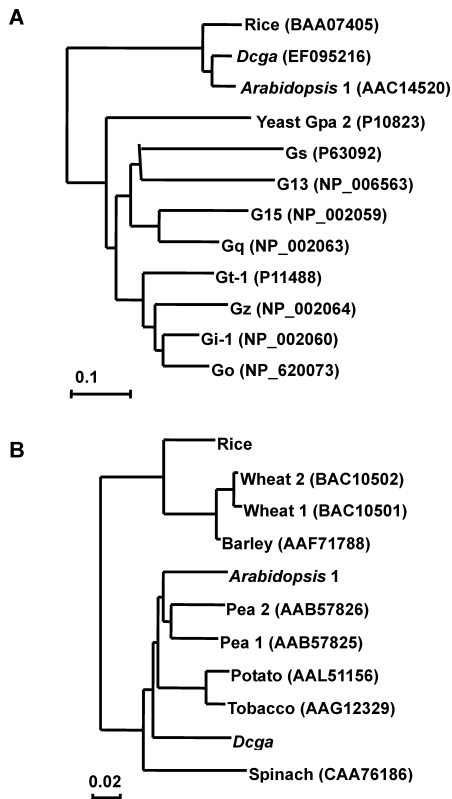 A
Rice (BAA07405)
Dcga (EF095216)
Arabidopsis 1 (AAC14520)
Yeast Gpa 2 (P10823)
Gs (P63092)
G13 (NP_006563)
G15 (NP_002059)
Gq (NP_002063)
Gt-1 (P11488)
Gz (NP_002064)
Gi-1 (NP_002060)
Go (NP_620073)
0.1
B
Rice
Wheat 2 (BAC10502)
Wheat 1 (BAC10501)
Barley (AAF71788)
Arabidopsis 1
Pea 2 (AAB57826)
Pea 1 (AAB57825)
Potato (AAL51156)
Tobacco (AAG12329)
Dcga
Spinach (CAA76186)
0.02